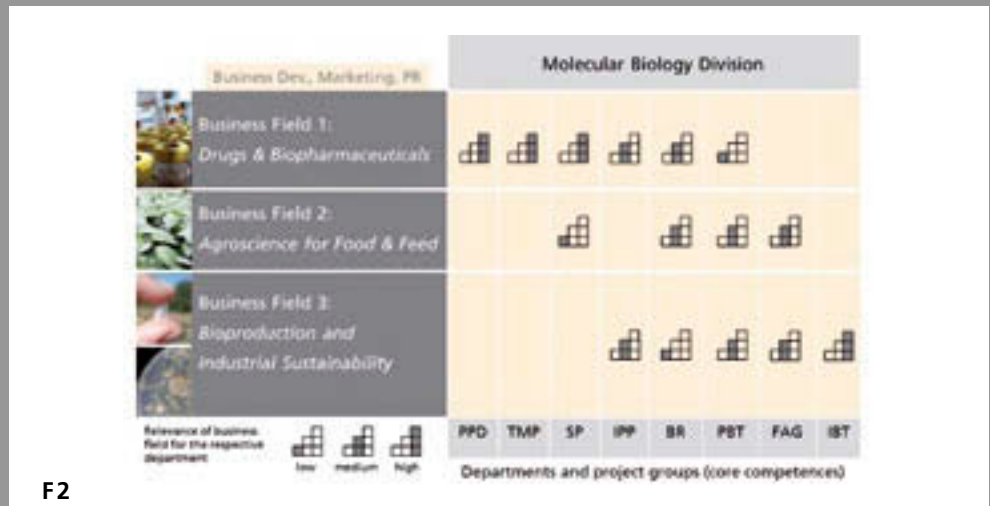 Business Dev., Marketing, PR
Molecular Biology Division
Business Field 1:
Drugs & Biopharmaceuticals
Business Field 2:
Agroscience for Food & Feed
Business Field 3:
Bioproduction and
Industrial Sustainability
Relevance of business
field for the respective
department
low medium high
PPD TMP SP IPP BR PBT FAG IBT
Departments and project groups (core competences)
F2